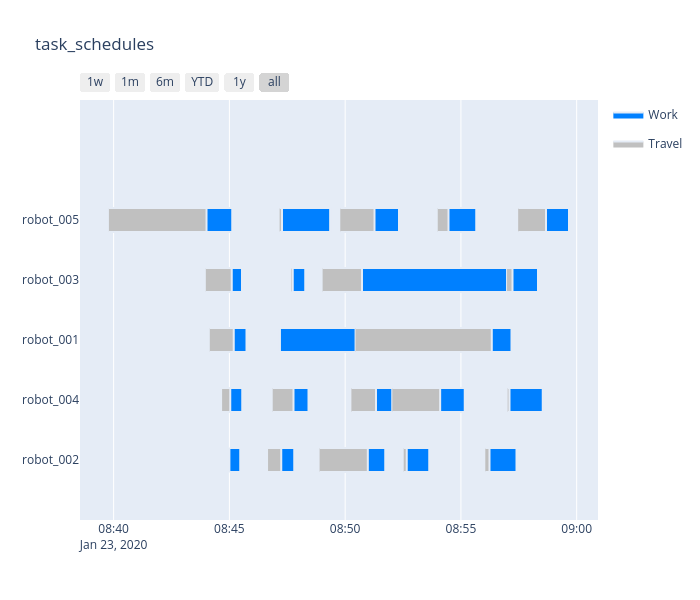 task_schedules
1w 1m 6m YTD 1y all
Work
Travel
robot_005
robot_003
robot_001
robot_004
robot_002
08:40 08:45 08:50 08:55 09:00
Jan 23, 2020